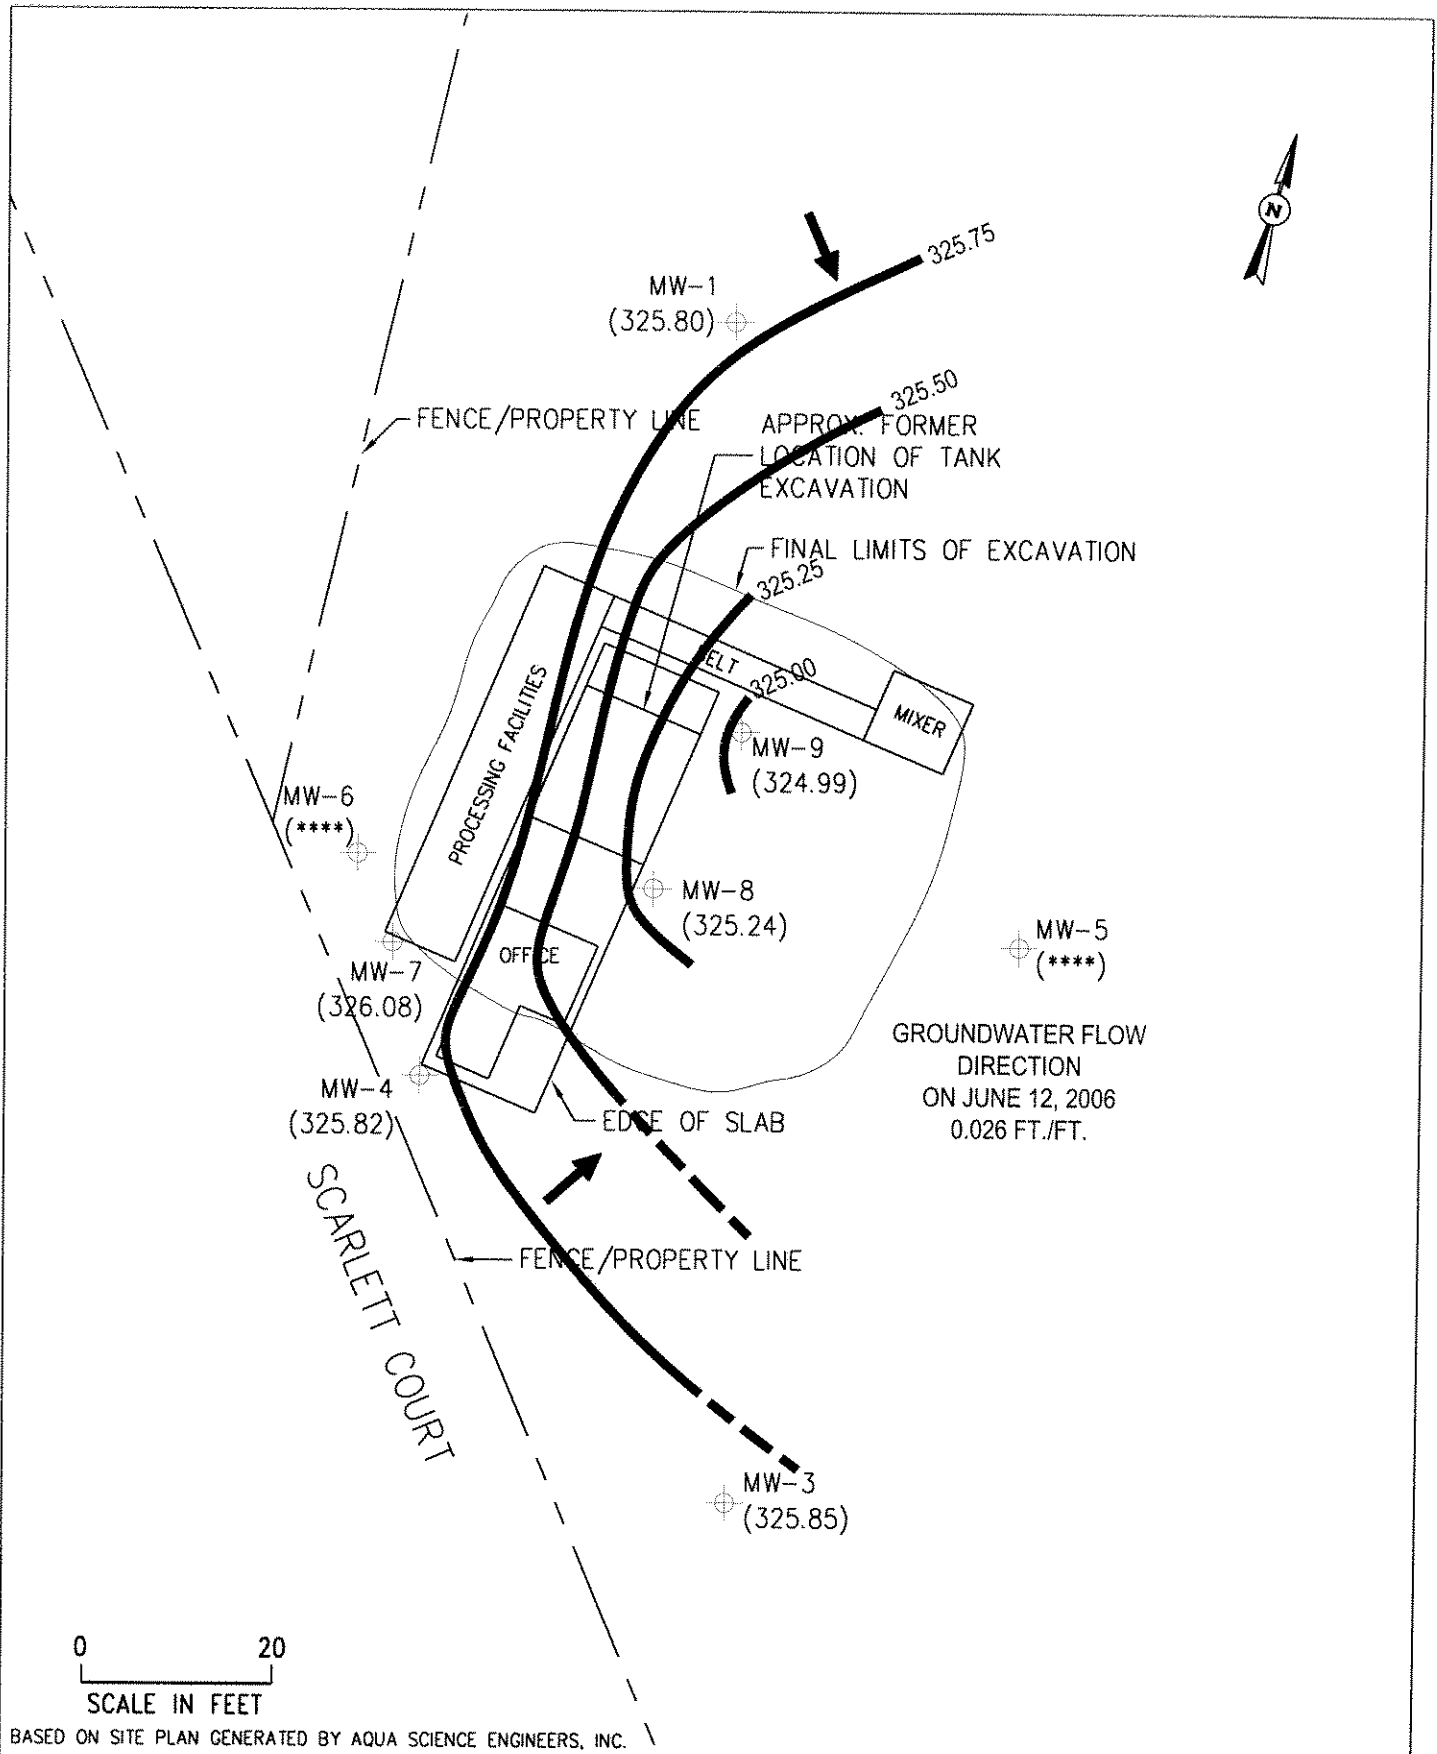 N
325.75
MW-1
(325.80)
325.50
FENCE/PROPERTY LINE
APPROX. FORMER
LOCATION OF TANK
EXCAVATION
FINAL LIMITS OF EXCAVATION
325.25
BELT
325.00
PROCESSING FACILITIES
MIXER
MW-9
(324.99)
MW-6
(****)
MW-8
(325.24)
MW-5
(****)
OFFICE
MW-7
(326.08)
GROUNDWATER FLOW
DIRECTION
ON JUNE 12, 2006
0.026 FT./FT.
MW-4
(325.82)
EDGE OF SLAB
SCARLETT COURT
FENCE/PROPERTY LINE
MW-3
(325.85)
0 20
SCALE IN FEET
BASED ON SITE PLAN GENERATED BY AQUA SCIENCE ENGINEERS, INC.